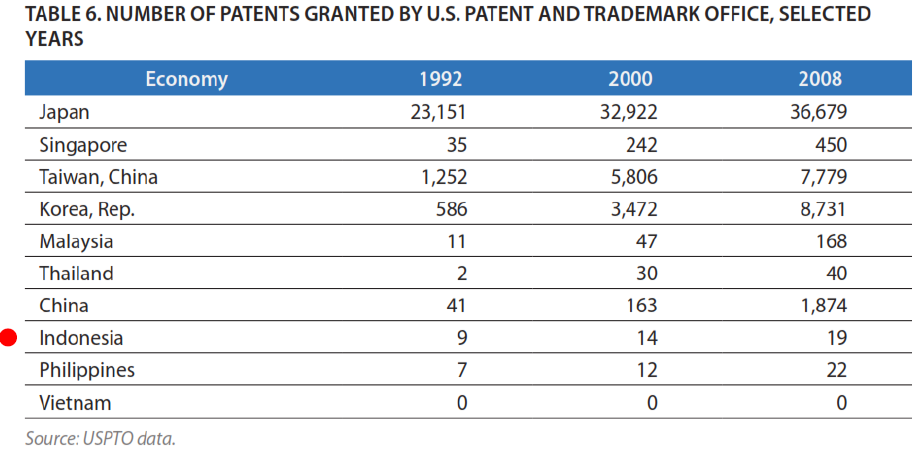 TABLE 6. NUMBER OF PATENTS GRANTED BY U.S. PATENT AND TRADEMARK OFFICE, SELECTED
YEARS
Economy 1992 2000 2008
Japan 23,151 32,922 36,679
Singapore 35 242 450
Taiwan, China 1,252 5,806 7,779
Korea, Rep. 586 3,472 8,731
Malaysia 11 47 168
Thailand 2 30 40
China 41 163 1,874
Indonesia 9 14 19
Philippines 7 12 22
Vietnam 0 0 0
Source: USPTO data.